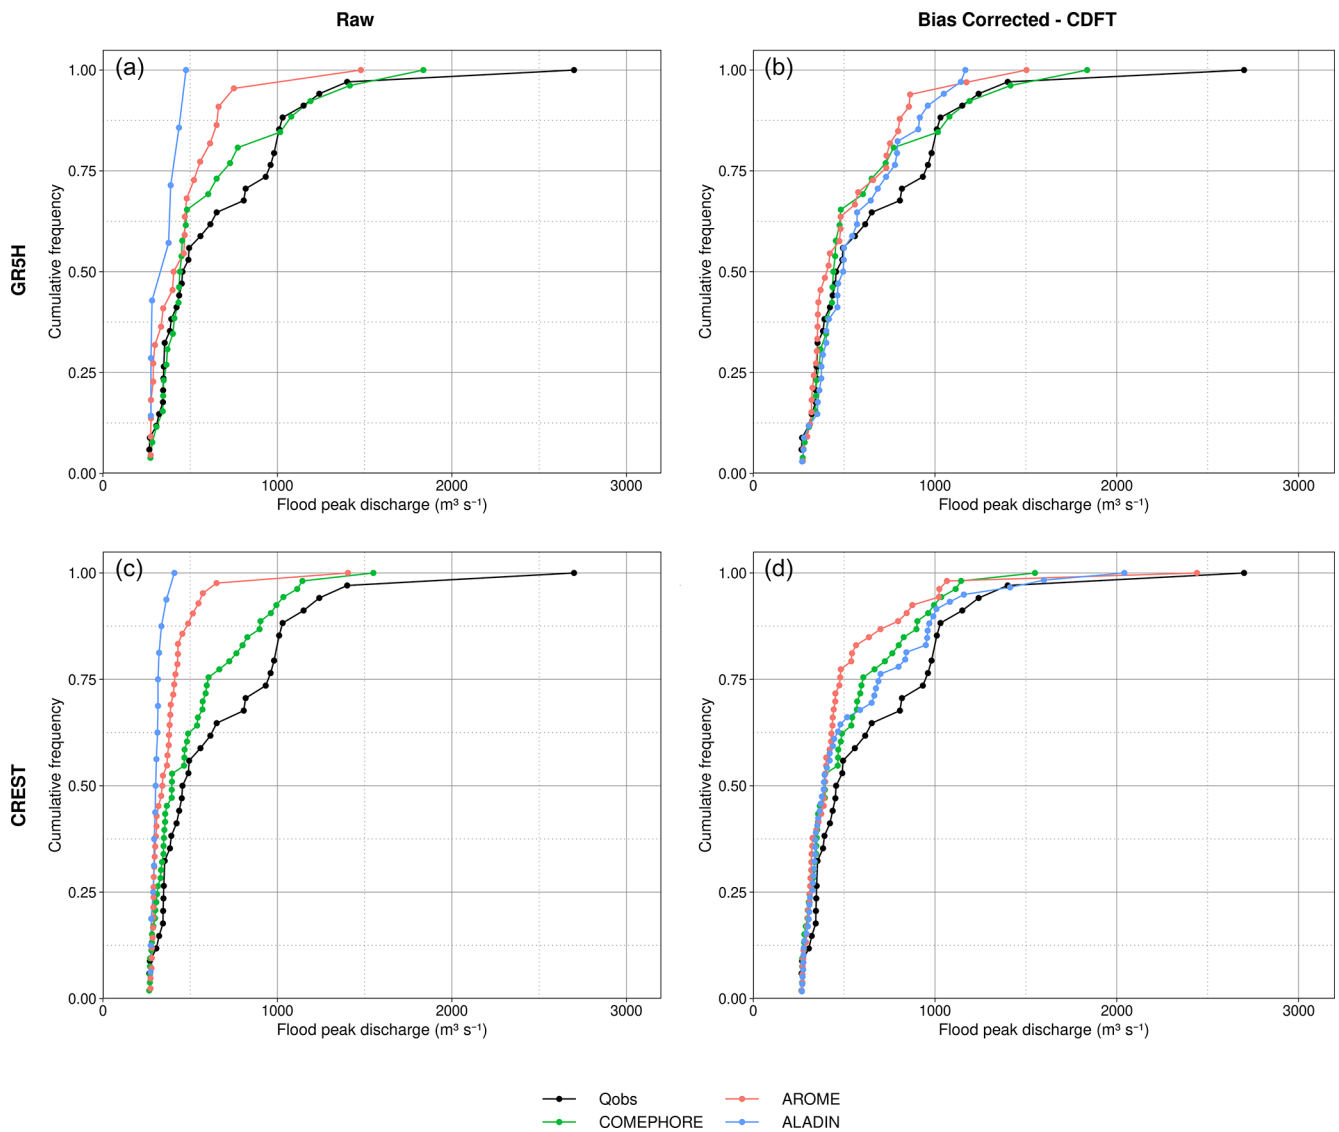 Raw
Bias Corrected - CDFT
GR5H
CREST
(a)
Cumulative frequency
1.00
0.75
0.50
0.25
0.00
0
1000
2000
3000
Flood peak discharge (m³ s⁻¹)
(b)
Cumulative frequency
1.00
0.75
0.50
0.25
0.00
0
1000
2000
3000
Flood peak discharge (m³ s⁻¹)
(c)
Cumulative frequency
1.00
0.75
0.50
0.25
0.00
0
1000
2000
3000
Flood peak discharge (m³ s⁻¹)
(d)
Cumulative frequency
1.00
0.75
0.50
0.25
0.00
0
1000
2000
3000
Flood peak discharge (m³ s⁻¹)
Qobs
COMEPHORE
AROME
ALADIN